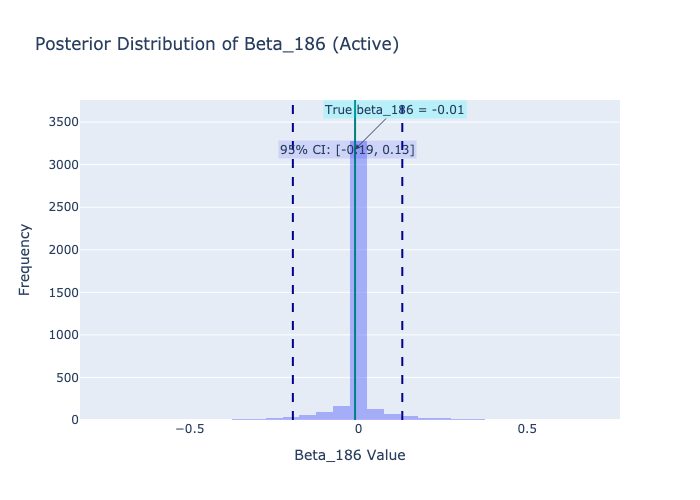 Posterior Distribution of Beta_186 (Active)
True beta_186 = -0.01
95% CI: [-0.19, 0.13]
3500
3000
2500
2000
1500
1000
500
0
Frequency
−0.5
0
0.5
Beta_186 Value